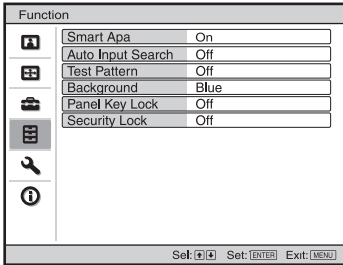 Function
Smart Apa On
Auto Input Search Off
Test Pattern Off
Background Blue
Panel Key Lock Off
Security Lock Off
Sel: Set: ENTER Exit: MENU